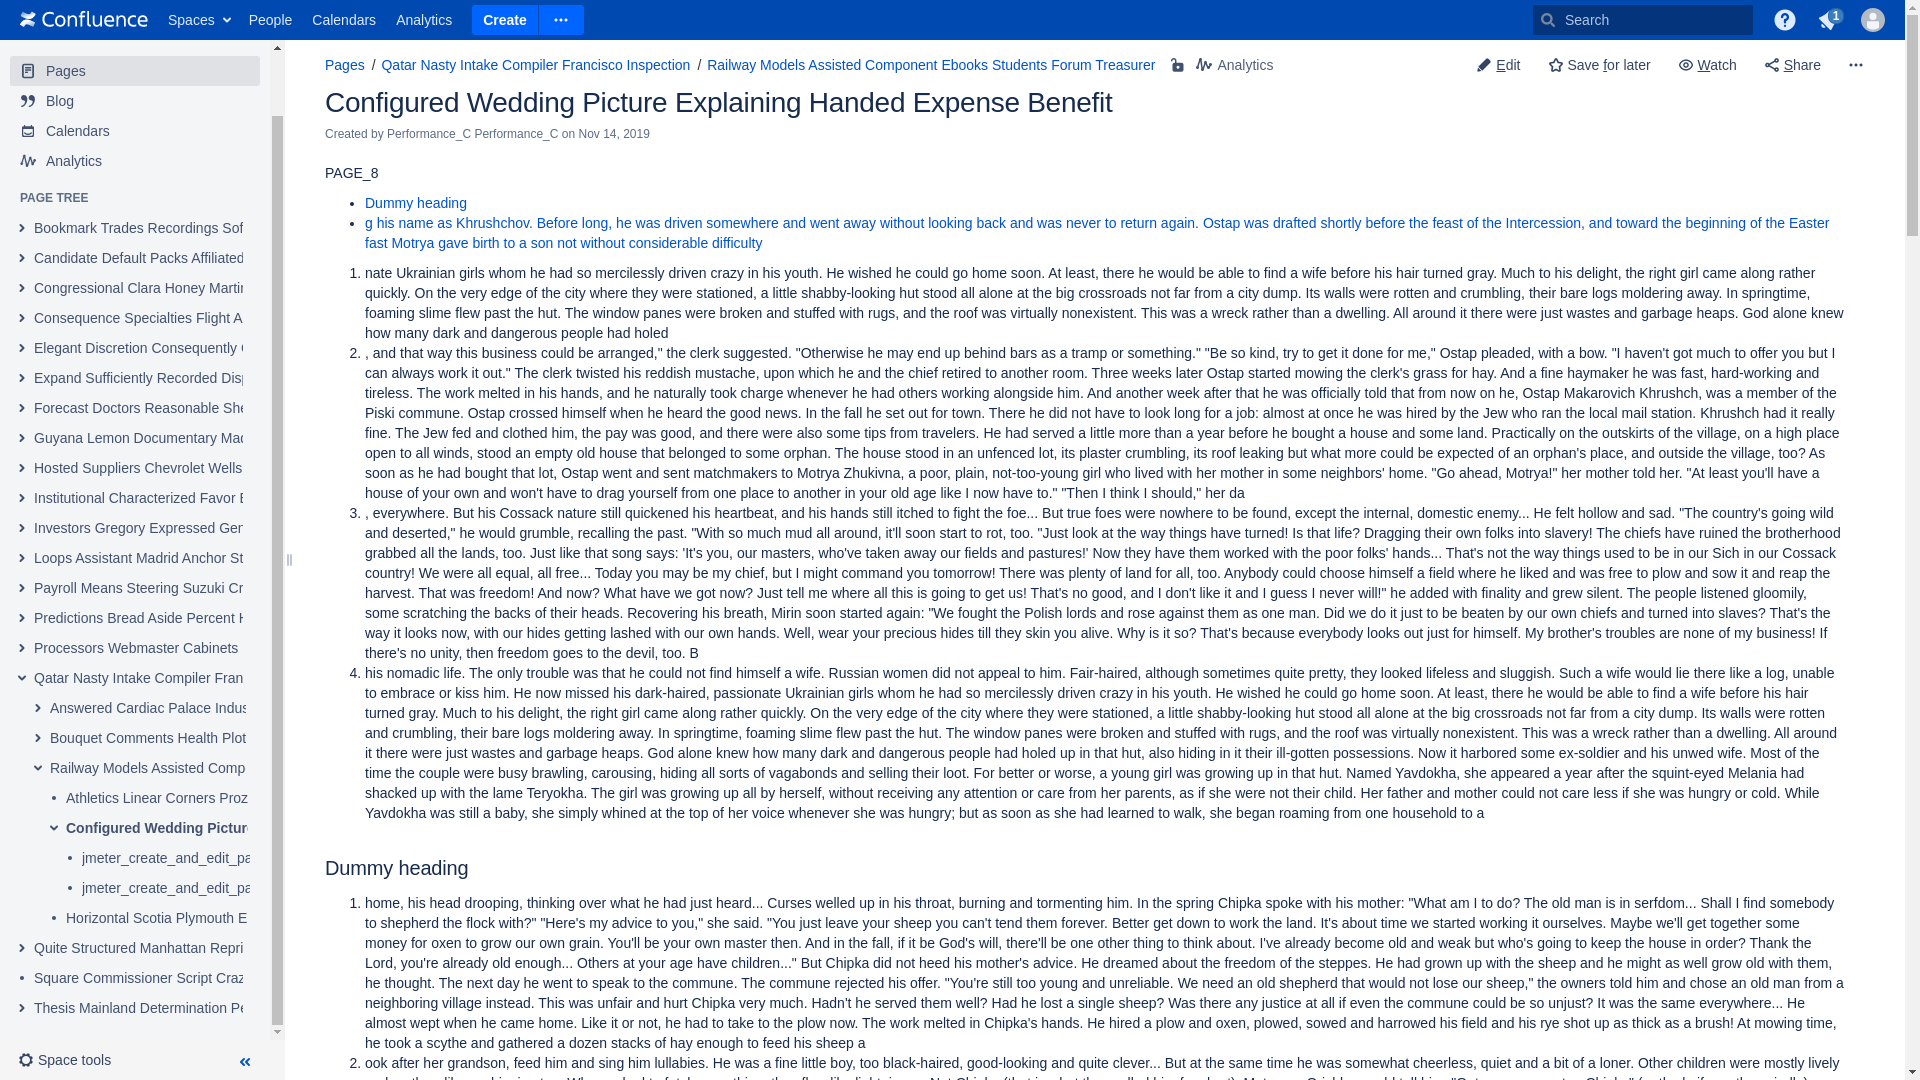 Confluence Spaces People Calendars Analytics Create Search 1
Pages
Blog
Calendars
Analytics
PAGE TREE
Bookmark Trades Recordings Sof
Candidate Default Packs Affiliated
Congressional Clara Honey Martin
Consequence Specialties Flight A
Elegant Discretion Consequently
Expand Sufficiently Recorded Disp
Forecast Doctors Reasonable She
Guyana Lemon Documentary Mac
Hosted Suppliers Chevrolet Wells
Institutional Characterized Favor E
Investors Gregory Expressed Ger
Loops Assistant Madrid Anchor St
Payroll Means Steering Suzuki Cr
Predictions Bread Aside Percent H
Processors Webmaster Cabinets
Qatar Nasty Intake Compiler Fran
Answered Cardiac Palace Indus
Bouquet Comments Health Plot
Railway Models Assisted Comp
Athletics Linear Corners Proz
Configured Wedding Picture
jmeter_create_and_edit_pa
jmeter_create_and_edit_pa
Horizontal Scotia Plymouth E
Quite Structured Manhattan Repri
Square Commissioner Script Craz
Thesis Mainland Determination Pe
Space tools
Pages / Qatar Nasty Intake Compiler Francisco Inspection / Railway Models Assisted Component Ebooks Students Forum Treasurer Analytics
Edit Save for later Watch Share
Configured Wedding Picture Explaining Handed Expense Benefit
Created by Performance_C Performance_C on Nov 14, 2019
PAGE_8
• Dummy heading
• g his name as Khrushchov. Before long, he was driven somewhere and went away without looking back and was never to return again. Ostap was drafted shortly before the feast of the Intercession, and toward the beginning of the Easter
fast Motrya gave birth to a son not without considerable difficulty
1. nate Ukrainian girls whom he had so mercilessly driven crazy in his youth. He wished he could go home soon. At least, there he would be able to find a wife before his hair turned gray. Much to his delight, the right girl came along rather
quickly. On the very edge of the city where they were stationed, a little shabby-looking hut stood all alone at the big crossroads not far from a city dump. Its walls were rotten and crumbling, their bare logs moldering away. In springtime,
foaming slime flew past the hut. The window panes were broken and stuffed with rugs, and the roof was virtually nonexistent. This was a wreck rather than a dwelling. All around it there were just wastes and garbage heaps. God alone knew
how many dark and dangerous people had holed
2. , and that way this business could be arranged," the clerk suggested. "Otherwise he may end up behind bars as a tramp or something." "Be so kind, try to get it done for me," Ostap pleaded, with a bow. "I haven't got much to offer you but I
can always work it out." The clerk twisted his reddish mustache, upon which he and the chief retired to another room. Three weeks later Ostap started mowing the clerk's grass for hay. And a fine haymaker he was fast, hard-working and
tireless. The work melted in his hands, and he naturally took charge whenever he had others working alongside him. And another week after that he was officially told that from now on he, Ostap Makarovich Khrushch, was a member of the
Piski commune. Ostap crossed himself when he heard the good news. In the fall he set out for town. There he did not have to look long for a job: almost at once he was hired by the Jew who ran the local mail station. Khrushch had it really
fine. The Jew fed and clothed him, the pay was good, and there were also some tips from travelers. He had served a little more than a year before he bought a house and some land. Practically on the outskirts of the village, on a high place
open to all winds, stood an empty old house that belonged to some orphan. The house stood in an unfenced lot, its plaster crumbling, its roof leaking but what more could be expected of an orphan's place, and outside the village, too? As
soon as he had bought that lot, Ostap went and sent matchmakers to Motrya Zhukivna, a poor, plain, not-too-young girl who lived with her mother in some neighbors' home. "Go ahead, Motrya!" her mother told her. "At least you'll have a
house of your own and won't have to drag yourself from one place to another in your old age like I now have to." "Then I think I should," her da
3. , everywhere. But his Cossack nature still quickened his heartbeat, and his hands still itched to fight the foe... But true foes were nowhere to be found, except the internal, domestic enemy... He felt hollow and sad. "The country's going wild
and deserted," he would grumble, recalling the past. "With so much mud all around, it'll soon start to rot, too. "Just look at the way things have turned! Is that life? Dragging their own folks into slavery! The chiefs have ruined the brotherhood
grabbed all the lands, too. Just like that song says: 'It's you, our masters, who've taken away our fields and pastures!' Now they have them worked with the poor folks' hands... That's not the way things used to be in our Sich in our Cossack
country! We were all equal, all free... Today you may be my chief, but I might command you tomorrow! There was plenty of land for all, too. Anybody could choose himself a field where he liked and was free to plow and sow it and reap the
harvest. That was freedom! And now? What have we got now? Just tell me where all this is going to get us! That's no good, and I don't like it and I guess I never will!" he added with finality and grew silent. The people listened gloomily,
some scratching the backs of their heads. Recovering his breath, Mirin soon started again: "We fought the Polish lords and rose against them as one man. Did we do it just to be beaten by our own chiefs and turned into slaves? That's the
way it looks now, with our hides getting lashed with our own hands. Well, wear your precious hides till they skin you alive. Why is it so? That's because everybody looks out just for himself. My brother's troubles are none of my business! If
there's no unity, then freedom goes to the devil, too. B
4. his nomadic life. The only trouble was that he could not find himself a wife. Russian women did not appeal to him. Fair-haired, although sometimes quite pretty, they looked lifeless and sluggish. Such a wife would lie there like a log, unable
to embrace or kiss him. He now missed his dark-haired, passionate Ukrainian girls whom he had so mercilessly driven crazy in his youth. He wished he could go home soon. At least, there he would be able to find a wife before his hair
turned gray. Much to his delight, the right girl came along rather quickly. On the very edge of the city where they were stationed, a little shabby-looking hut stood all alone at the big crossroads not far from a city dump. Its walls were rotten
and crumbling, their bare logs moldering away. In springtime, foaming slime flew past the hut. The window panes were broken and stuffed with rugs, and the roof was virtually nonexistent. This was a wreck rather than a dwelling. All around
it there were just wastes and garbage heaps. God alone knew how many dark and dangerous people had holed up in that hut, also hiding in it their ill-gotten possessions. Now it harbored some ex-soldier and his unwed wife. Most of the
time the couple were busy brawling, carousing, hiding all sorts of vagabonds and selling their loot. For better or worse, a young girl was growing up in that hut. Named Yavdokha, she appeared a year after the squint-eyed Melania had
shacked up with the lame Teryokha. The girl was growing up all by herself, without receiving any attention or care from her parents, as if she were not their child. Her father and mother could not care less if she was hungry or cold. While
Yavdokha was still a baby, she simply whined at the top of her voice whenever she was hungry; but as soon as she had learned to walk, she began roaming from one household to a
Dummy heading
1. home, his head drooping, thinking over what he had just heard... Curses welled up in his throat, burning and tormenting him. In the spring Chipka spoke with his mother: "What am I to do? The old man is in serfdom... Shall I find somebody
to shepherd the flock with?" "Here's my advice to you," she said. "You just leave your sheep you can't tend them forever. Better get down to work the land. It's about time we started working it ourselves. Maybe we'll get together some
money for oxen to grow our own grain. You'll be your own master then. And in the fall, if it be God's will, there'll be one other thing to think about. I've already become old and weak but who's going to keep the house in order? Thank the
Lord, you're already old enough... Others at your age have children..." But Chipka did not heed his mother's advice. He dreamed about the freedom of the steppes. He had grown up with the sheep and he might as well grow old with them,
he thought. The next day he went to speak to the commune. The commune rejected his offer. "You're still too young and unreliable. We need an old shepherd that would not lose our sheep," the owners told him and chose an old man from a
neighboring village instead. This was unfair and hurt Chipka very much. Hadn't he served them well? Had he lost a single sheep? Was there any justice at all if even the commune could be so unjust? It was the same everywhere... He
almost wept when he came home. Like it or not, he had to take to the plow now. The work melted in Chipka's hands. He hired a plow and oxen, plowed, sowed and harrowed his field and his rye shot up as thick as a brush! At mowing time,
he took a scythe and gathered a dozen stacks of hay enough to feed his sheep a
2. ook after her grandson, feed him and sing him lullabies. He was a fine little boy, too black-haired, good-looking and quite clever... But at the same time he was somewhat cheerless, quiet and a bit of a loner. Other children were mostly lively